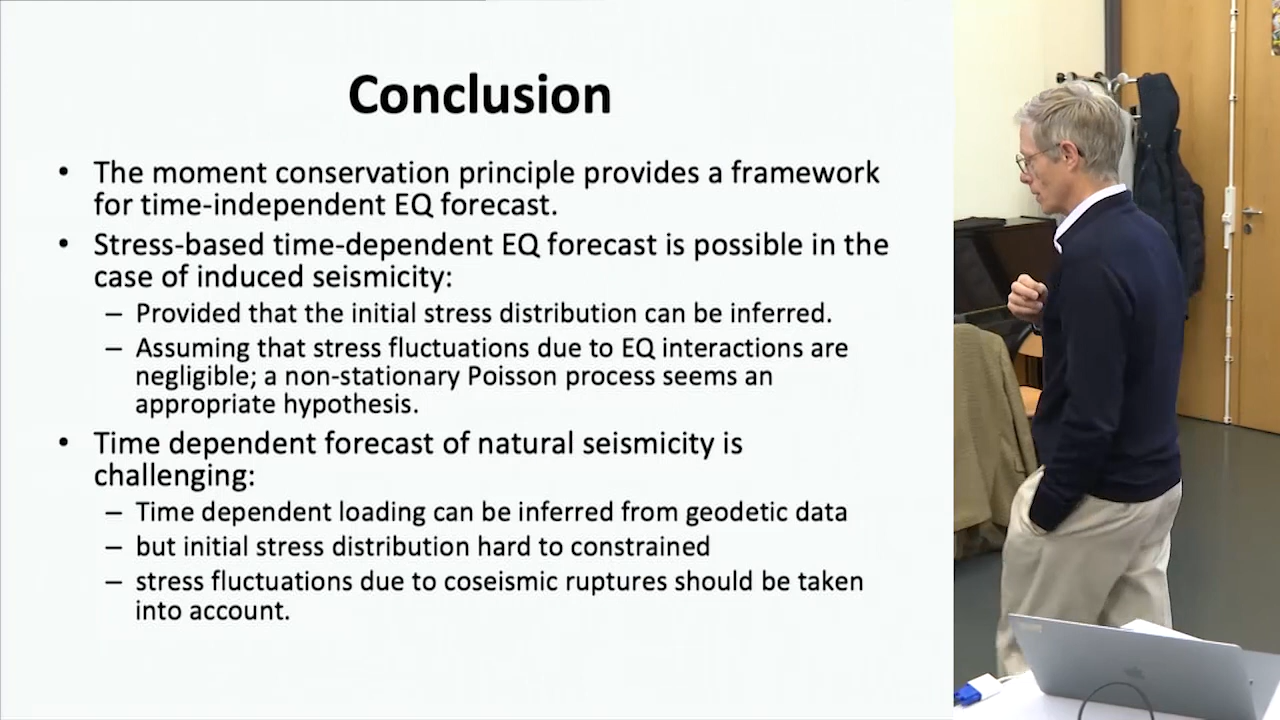 Conclusion
• The moment conservation principle provides a framework
for time-independent EQ forecast.
• Stress-based time-dependent EQ forecast is possible in the
case of induced seismicity:
– Provided that the initial stress distribution can be inferred.
– Assuming that stress fluctuations due to EQ interactions are
negligible; a non-stationary Poisson process seems an
appropriate hypothesis.
• Time dependent forecast of natural seismicity is
challenging:
– Time dependent loading can be inferred from geodetic data
– but initial stress distribution hard to constrained
– stress fluctuations due to coseismic ruptures should be taken
into account.